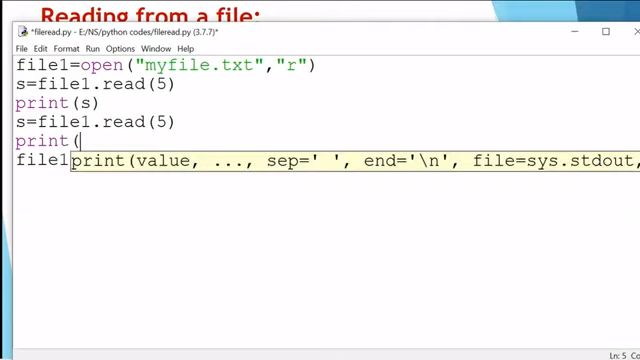 Reading from a file:
*fileread.py - E:/NS/python codes/fileread.py (3.7.7)*
File Edit Format Run Options Window Help
file1=open("myfile.txt","r")
s=file1.read(5)
print(s)
s=file1.read(5)
print(
file1
print(value, ..., sep=' ', end='\n', file=sys.stdout,
Ln: 5 Col: 6